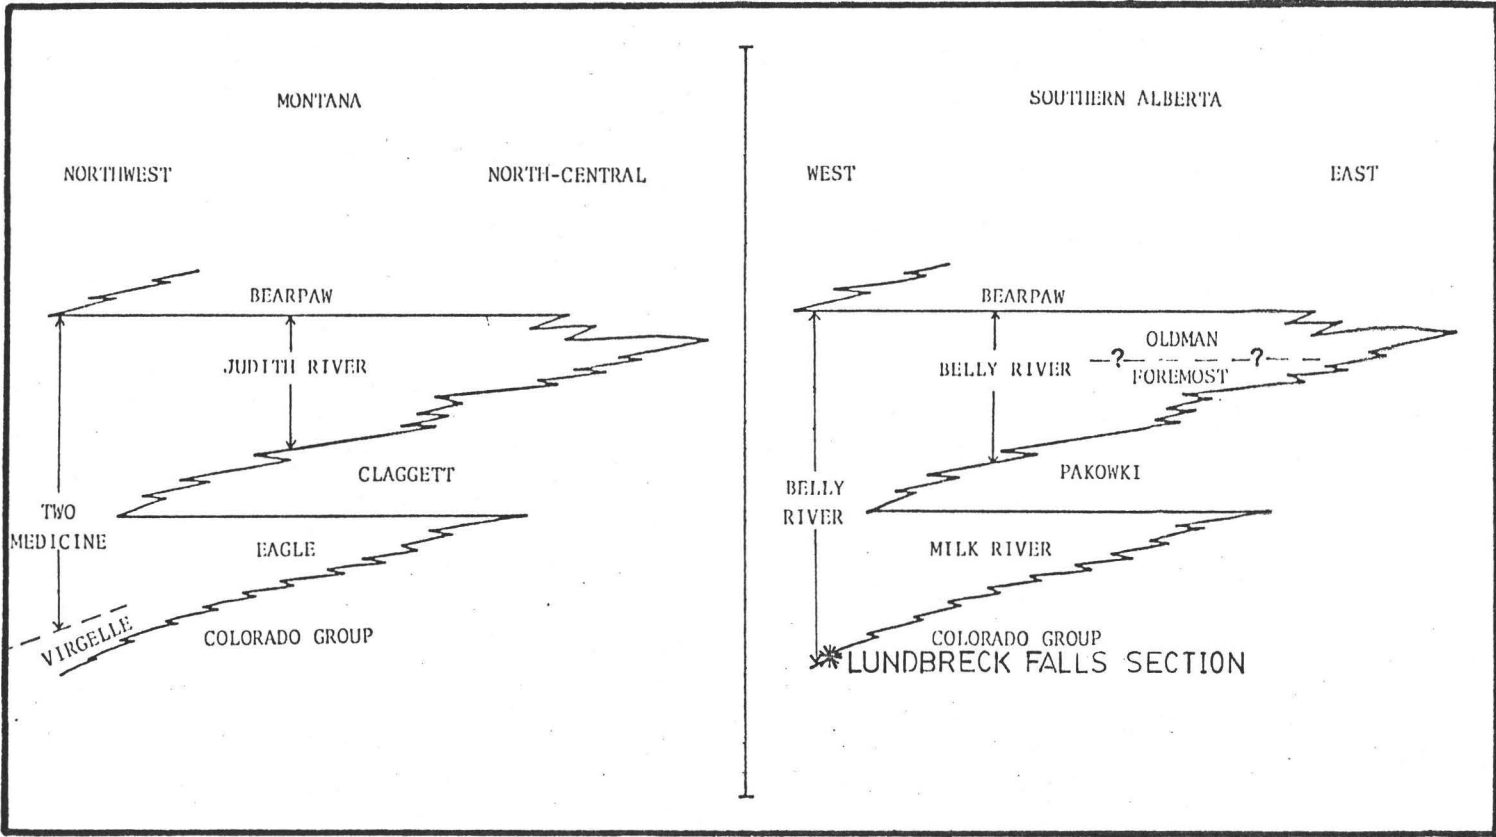 MONTANA
NORTHWEST
NORTH-CENTRAL
BEARPAW
JUDITH RIVER
CLAGGETT
TWO
MEDICINE
EAGLE
VIRGELLE
COLORADO GROUP
SOUTHERN ALBERTA
WEST
EAST
BEARPAW
OLDMAN
? ?
BELLY RIVER
FOREMOST
PAKOWKI
BELLY
RIVER
MILK RIVER
COLORADO GROUP
LUNDBRECK FALLS SECTION